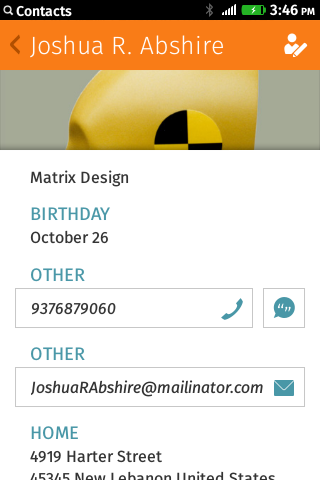 Contacts
3:46 PM
Joshua R. Abshire
Matrix Design
BIRTHDAY
October 26
OTHER
9376879060
OTHER
JoshuaRAbshire@mailinator.com
HOME
4919 Harter Street
45345 New Lebanon United States